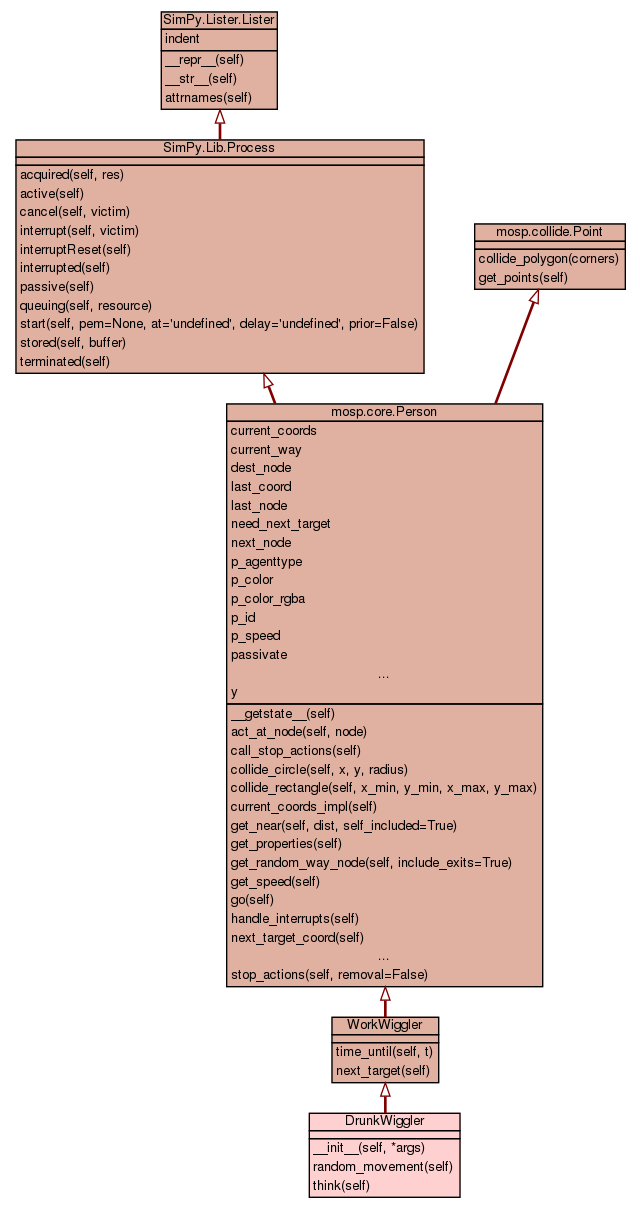 SimPy.Lister.Lister
indent
__repr__(self)
__str__(self)
attrnames(self)
SimPy.Lib.Process
acquired(self, res)
active(self)
cancel(self, victim)
interrupt(self, victim)
interruptReset(self)
interrupted(self)
passive(self)
queuing(self, resource)
start(self, pem=None, at='undefined', delay='undefined', prior=False)
stored(self, buffer)
terminated(self)
mosp.collide.Point
collide_polygon(corners)
get_points(self)
mosp.core.Person
current_coords
current_way
dest_node
last_coord
last_node
need_next_target
next_node
p_agenttype
p_color
p_color_rgba
p_id
p_speed
passivate
...
y
__getstate__(self)
act_at_node(self, node)
call_stop_actions(self)
collide_circle(self, x, y, radius)
collide_rectangle(self, x_min, y_min, x_max, y_max)
current_coords_impl(self)
get_near(self, dist, self_included=True)
get_properties(self)
get_random_way_node(self, include_exits=True)
get_speed(self)
go(self)
handle_interrupts(self)
next_target_coord(self)
...
stop_actions(self, removal=False)
WorkWiggler
time_until(self, t)
next_target(self)
DrunkWiggler
__init__(self, *args)
random_movement(self)
think(self)